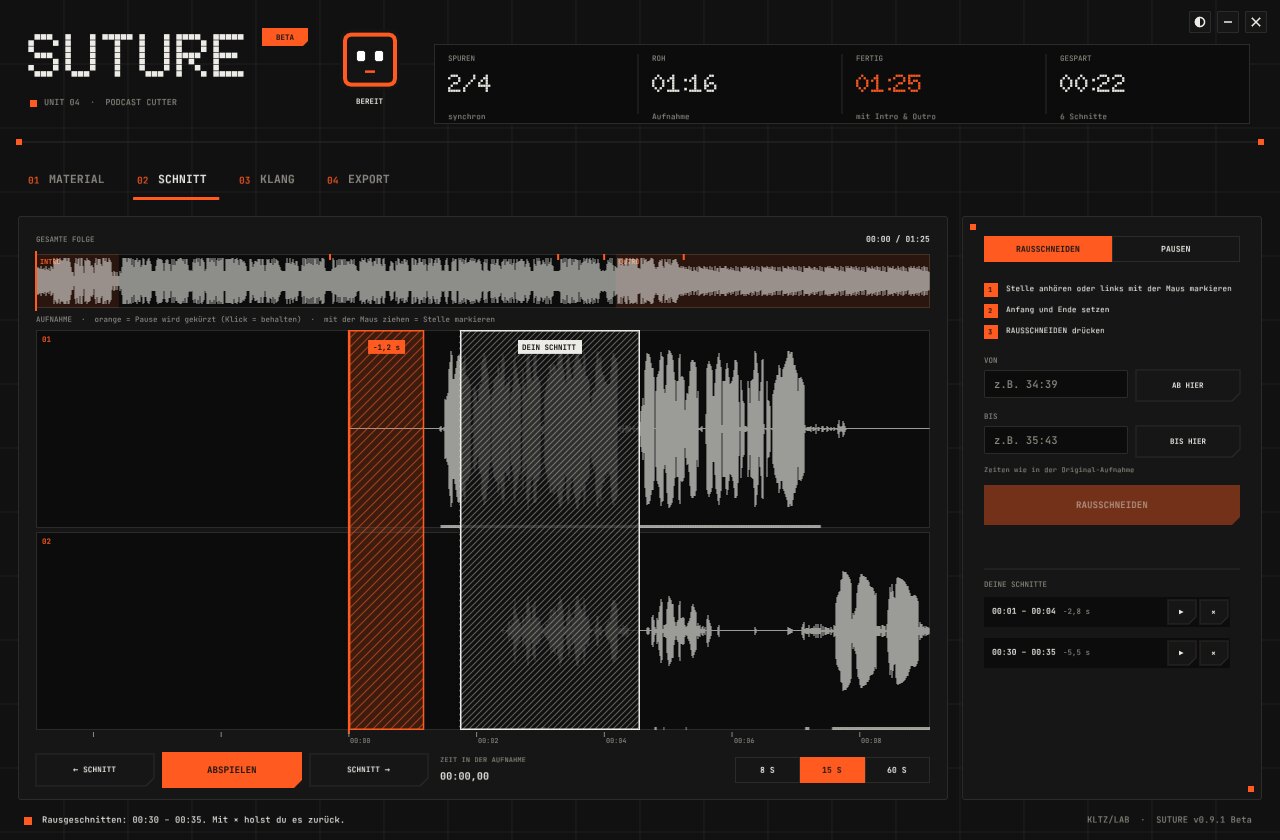 SUTURE
BETA
UNIT 04 · PODCAST CUTTER
BEREIT
SPUREN
2/4
synchron
ROH
01:16
Aufnahme
FERTIG
01:25
mit Intro & Outro
GESPART
00:22
6 Schnitte
01 MATERIAL
02 SCHNITT
03 KLANG
04 EXPORT
GESAMTE FOLGE
00:00 / 01:25
INTRO
OUTRO
AUFNAHME · orange = Pause wird gekürzt (Klick = behalten) · mit der Maus ziehen = Stelle markieren
01
-1,2 s
DEIN SCHNITT
02
00:00
00:02
00:04
00:06
00:08
← SCHNITT
ABSPIELEN
SCHNITT →
ZEIT IN DER AUFNAHME
00:00,00
8 S
15 S
60 S
RAUSSCHNEIDEN
PAUSEN
1 Stelle anhören oder links mit der Maus markieren
2 Anfang und Ende setzen
3 RAUSSCHNEIDEN drücken
VON
z.B. 34:39
AB HIER
BIS
z.B. 35:43
BIS HIER
Zeiten wie in der Original-Aufnahme
RAUSSCHNEIDEN
DEINE SCHNITTE
00:01 – 00:04 -2,8 s
00:30 – 00:35 -5,5 s
Rausgeschnitten: 00:30 – 00:35. Mit × holst du es zurück.
KLTZ/LAB · SUTURE v0.9.1 Beta